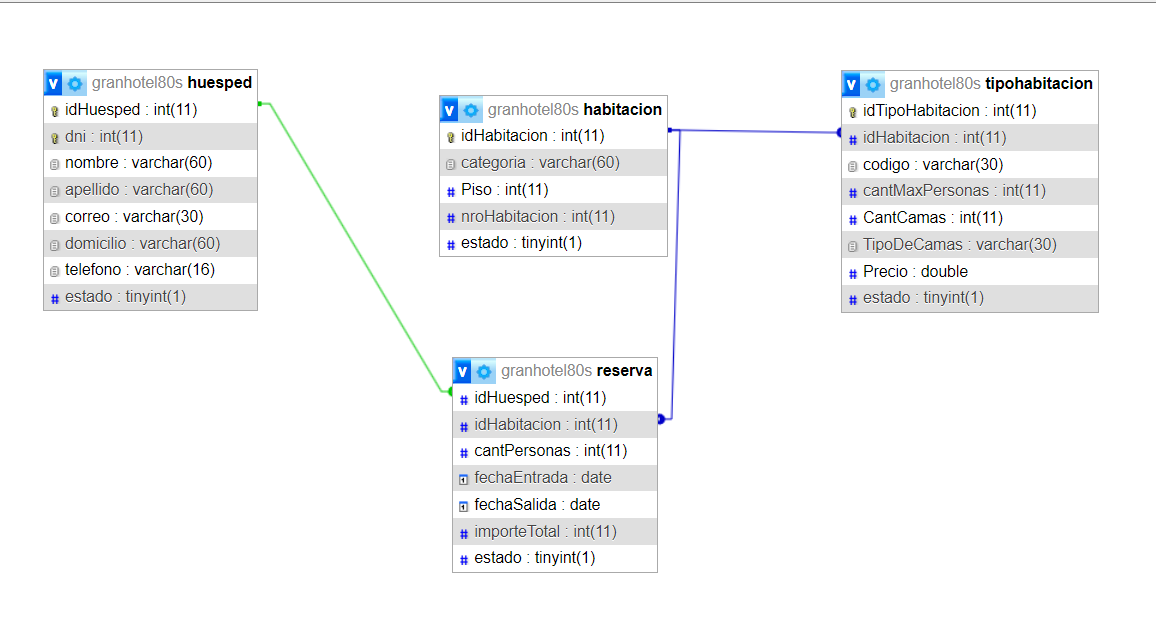 v granhotel80s huesped
idHuesped : int(11)
dni : int(11)
nombre : varchar(60)
apellido : varchar(60)
correo : varchar(30)
domicilio : varchar(60)
telefono : varchar(16)
# estado : tinyint(1)
v granhotel80s habitacion
idHabitacion : int(11)
categoria : varchar(60)
# Piso : int(11)
# nroHabitacion : int(11)
# estado : tinyint(1)
v granhotel80s tipohabitacion
idTipoHabitacion : int(11)
# idHabitacion : int(11)
codigo : varchar(30)
# cantMaxPersonas : int(11)
# CantCamas : int(11)
TipoDeCamas : varchar(30)
# Precio : double
# estado : tinyint(1)
v granhotel80s reserva
# idHuesped : int(11)
# idHabitacion : int(11)
# cantPersonas : int(11)
fechaEntrada : date
fechaSalida : date
# importeTotal : int(11)
# estado : tinyint(1)